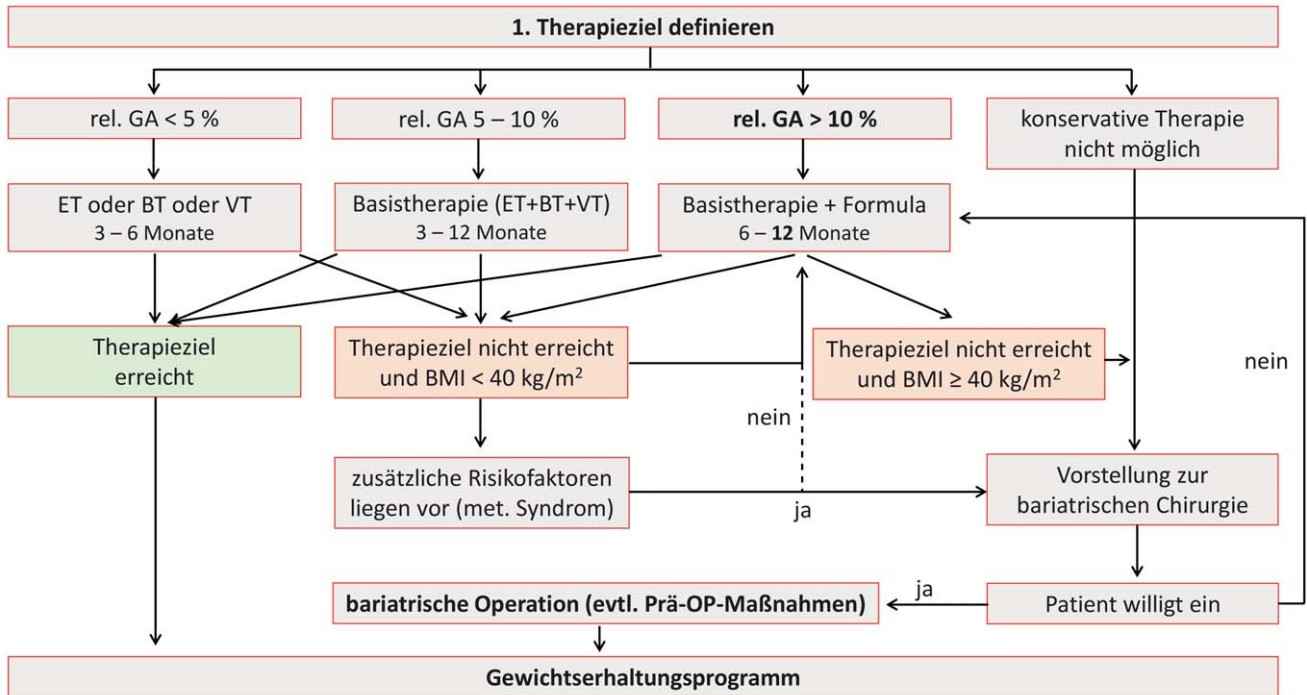 1. Therapieziel definieren
rel. GA < 5 %
rel. GA 5 – 10 %
rel. GA > 10 %
konservative Therapie
nicht möglich
ET oder BT oder VT
3 – 6 Monate
Basistherapie (ET+BT+VT)
3 – 12 Monate
Basistherapie + Formula
6 – 12 Monate
Therapieziel
erreicht
Therapieziel nicht erreicht
und BMI < 40 kg/m²
Therapieziel nicht erreicht
und BMI ≥ 40 kg/m²
nein
nein
zusätzliche Risikofaktoren
liegen vor (met. Syndrom)
ja
Vorstellung zur
bariatrischen Chirurgie
bariatrische Operation (evtl. Prä-OP-Maßnahmen)
ja
Patient willigt ein
Gewichtserhaltungsprogramm